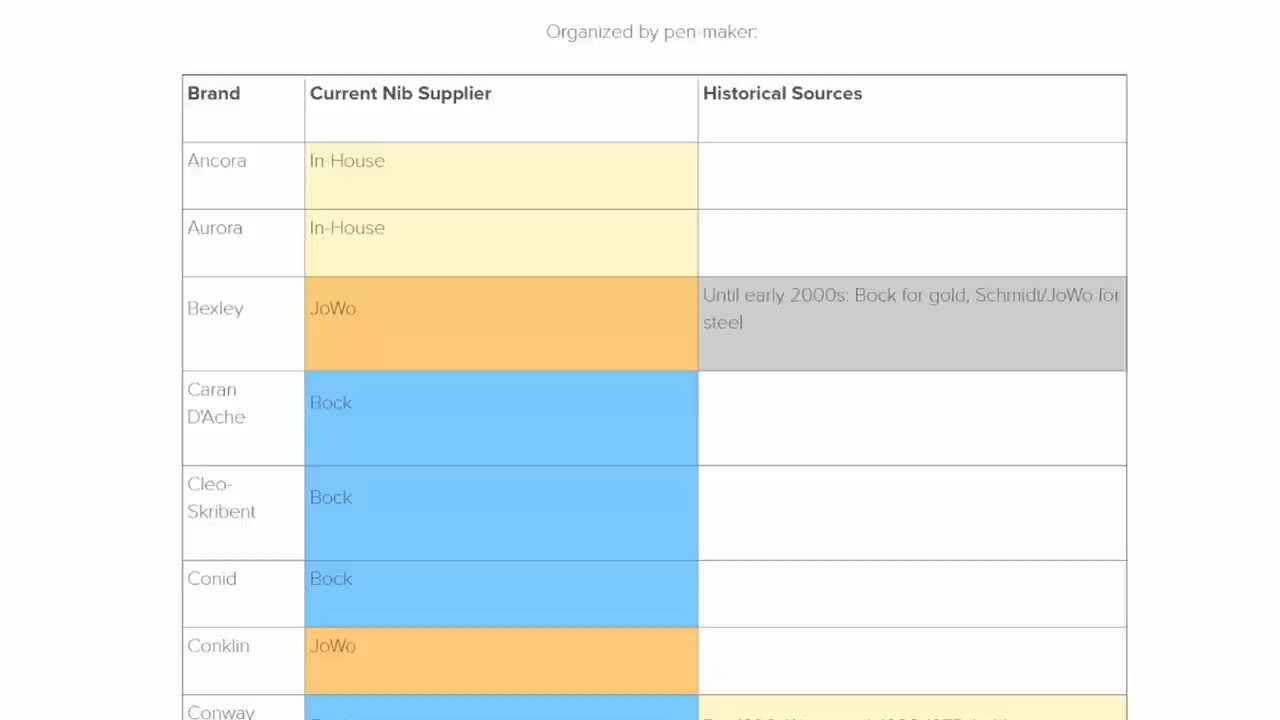 Organized by pen-maker:
Brand Current Nib Supplier Historical Sources
Ancora In-House
Aurora In-House
Bexley JoWo Until early 2000s: Bock for gold, Schmidt/JoWo for
steel
Caran
D'Ache Bock
Cleo-
Skribent Bock
Conid Bock
Conklin JoWo
Conway